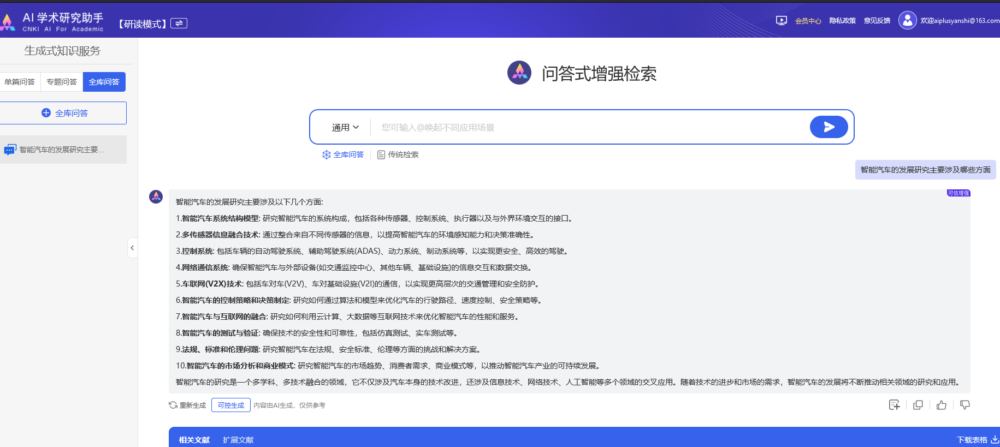 AI 学术研究助手
CNKI AI For Academic
【研读模式】
会员中心 隐私政策 意见反馈 欢迎aiplusyanshi@163.com
生成式知识服务
单篇问答 专题问答 全库问答
全库问答
智能汽车的发展研究主要...
问答式增强检索
通用 您可输入@唤起不同应用场景
全库问答 传统检索
智能汽车的发展研究主要涉及哪些方面
可信增强
智能汽车的发展研究主要涉及以下几个方面:
1.智能汽车系统结构模型: 研究智能汽车的系统构成，包括各种传感器、控制系统、执行器以及与外界环境交互的接口。
2.多传感器信息融合技术: 通过整合来自不同传感器的信息，以提高智能汽车的环境感知能力和决策准确性。
3.控制系统: 包括车辆的自动驾驶系统、辅助驾驶系统(ADAS)、动力系统、制动系统等，以实现更安全、高效的驾驶。
4.网络通信系统: 确保智能汽车与外部设备(如交通监控中心、其他车辆、基础设施)的信息交互和数据交换。
5.车联网(V2X)技术: 包括车对车(V2V)、车对基础设施(V2I)的通信，以实现更高层次的交通管理和安全防护。
6.智能汽车的控制策略和决策制定: 研究如何通过算法和模型来优化汽车的行驶路径、速度控制、安全策略等。
7.智能汽车与互联网的融合: 研究如何利用云计算、大数据等互联网技术来优化智能汽车的性能和服务。
8.智能汽车的测试与验证: 确保技术的安全性和可靠性，包括仿真测试、实车测试等。
9.法规、标准和伦理问题: 研究智能汽车在法规、安全标准、伦理等方面的挑战和解决方案。
10.智能汽车的市场分析和商业模式: 研究智能汽车的市场趋势、消费者需求、商业模式等，以推动智能汽车产业的可持续发展。
智能汽车的研究是一个多学科、多技术融合的领域，它不仅涉及汽车本身的技术改进，还涉及信息技术、网络技术、人工智能等多个领域的交叉应用。随着技术的进步和市场的需求，智能汽车的发展将不断推动相关领域的研究和应用。
重新生成 可控生成 内容由AI生成，仅供参考
相关文献 扩展文献 下载表格